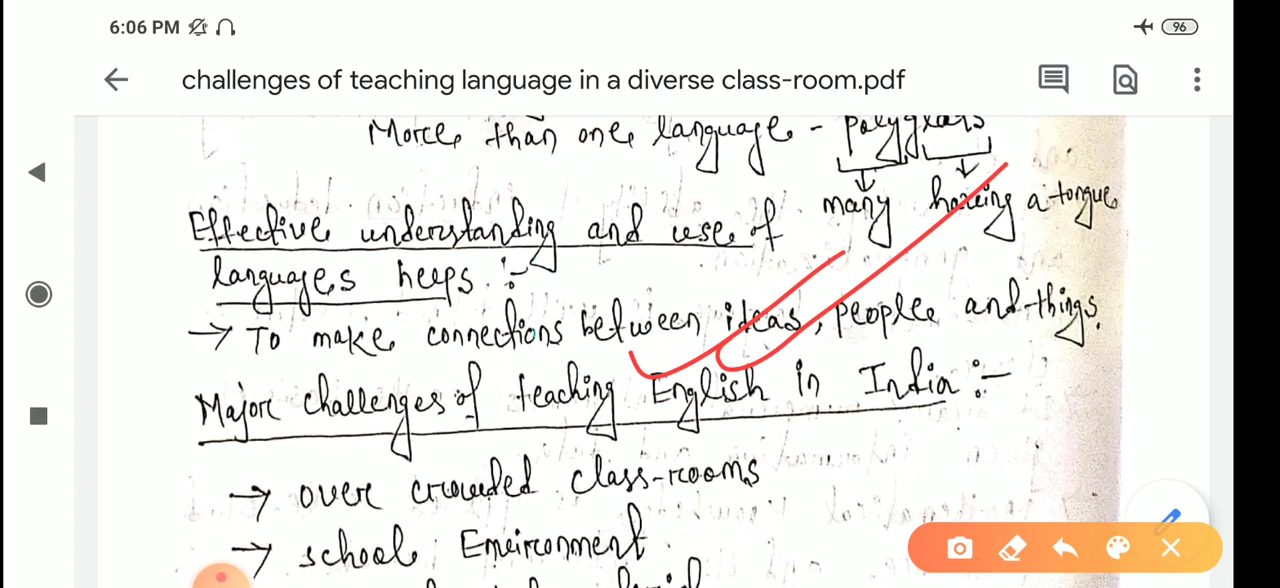 6:06 PM
96
challenges of teaching language in a diverse class-room.pdf
More than one language - polyglots
many having a tongue
Effective understanding and use of
languages heeps :-
→ To make connections between ideas, people and things.
Major challenges of teaching English in India :-
→ over crowded class-rooms
→ school Environment